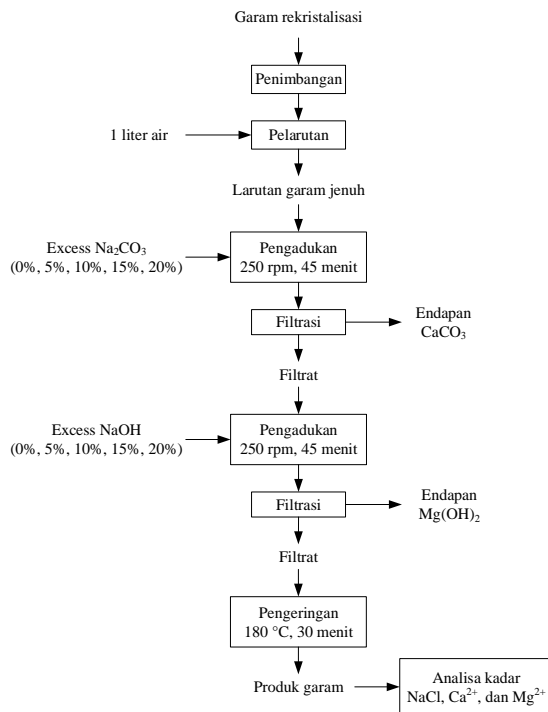 Garam rekristalisasi
Penimbangan
1 liter air
Pelarutan
Larutan garam jenuh
Excess Na₂CO₃
(0%, 5%, 10%, 15%, 20%)
Pengadukan
250 rpm, 45 menit
Filtrasi
Endapan
CaCO₃
Filtrat
Excess NaOH
(0%, 5%, 10%, 15%, 20%)
Pengadukan
250 rpm, 45 menit
Filtrasi
Endapan
Mg(OH)₂
Filtrat
Pengeringan
180 °C, 30 menit
Produk garam
Analisa kadar
NaCl, Ca²⁺, dan Mg²⁺